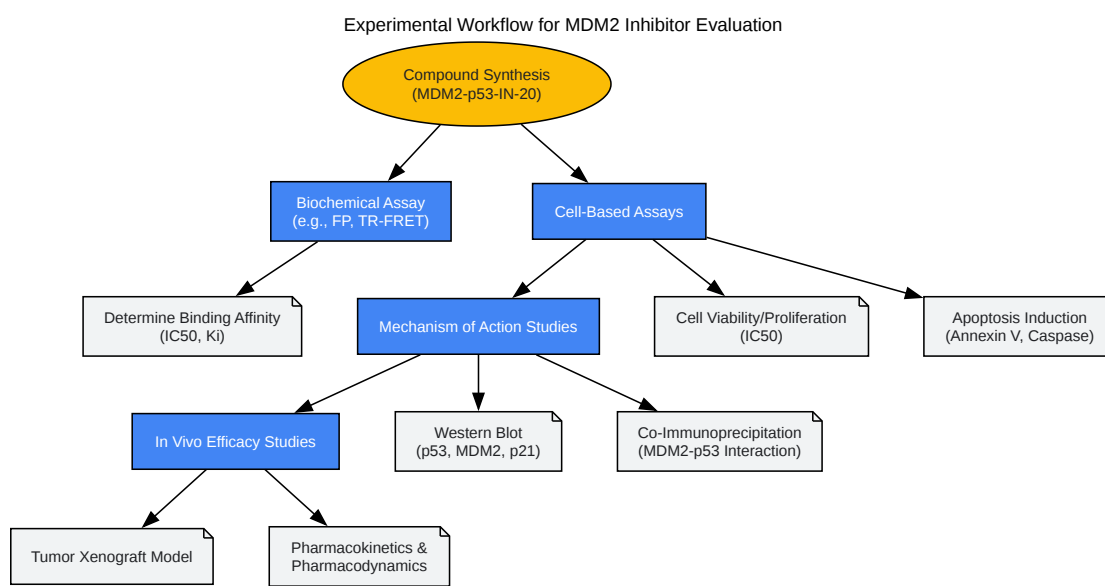 Experimental Workflow for MDM2 Inhibitor Evaluation
Compound Synthesis
(MDM2-p53-IN-20)
Biochemical Assay
(e.g., FP, TR-FRET)
Cell-Based Assays
Determine Binding Affinity
(IC50, Ki)
Mechanism of Action Studies
Cell Viability/Proliferation
(IC50)
Apoptosis Induction
(Annexin V, Caspase)
In Vivo Efficacy Studies
Western Blot
(p53, MDM2, p21)
Co-Immunoprecipitation
(MDM2-p53 Interaction)
Tumor Xenograft Model
Pharmacokinetics &
Pharmacodynamics